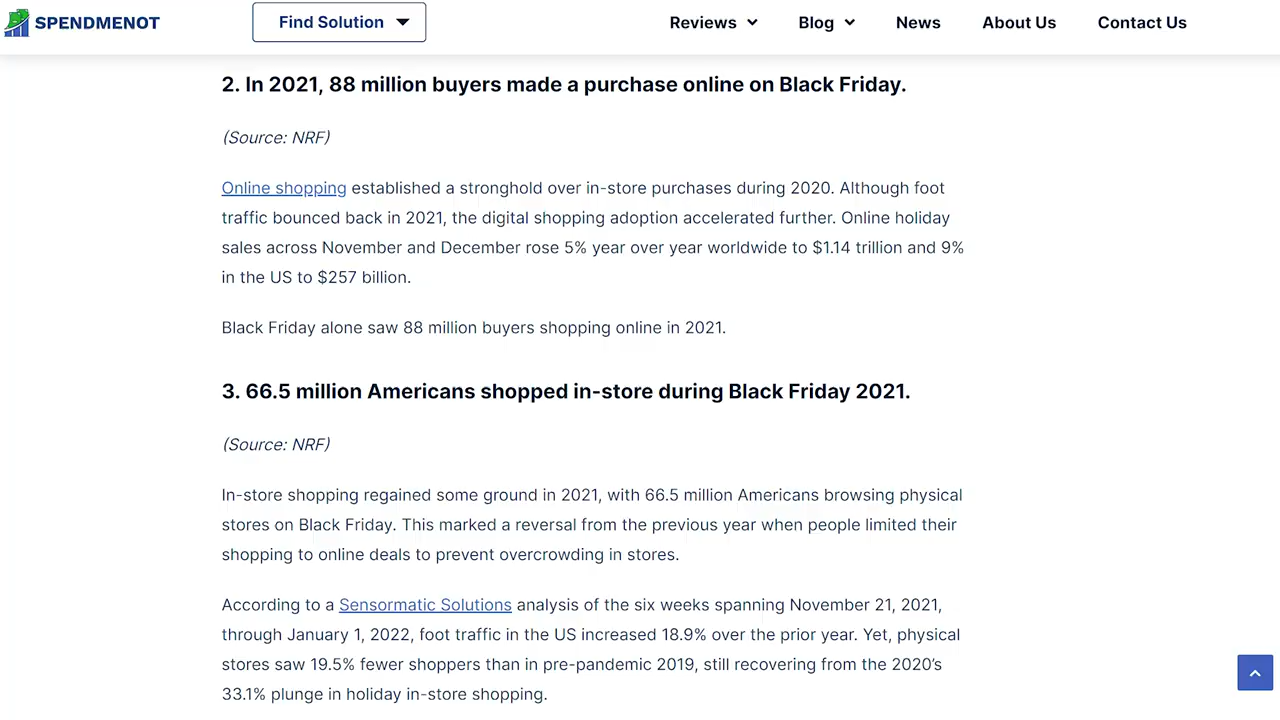 SPENDMENOT
Find Solution
Reviews
Blog
News
About Us
Contact Us
2. In 2021, 88 million buyers made a purchase online on Black Friday.
(Source: NRF)
Online shopping established a stronghold over in-store purchases during 2020. Although foot
traffic bounced back in 2021, the digital shopping adoption accelerated further. Online holiday
sales across November and December rose 5% year over year worldwide to $1.14 trillion and 9%
in the US to $257 billion.
Black Friday alone saw 88 million buyers shopping online in 2021.
3. 66.5 million Americans shopped in-store during Black Friday 2021.
(Source: NRF)
In-store shopping regained some ground in 2021, with 66.5 million Americans browsing physical
stores on Black Friday. This marked a reversal from the previous year when people limited their
shopping to online deals to prevent overcrowding in stores.
According to a Sensormatic Solutions analysis of the six weeks spanning November 21, 2021,
through January 1, 2022, foot traffic in the US increased 18.9% over the prior year. Yet, physical
stores saw 19.5% fewer shoppers than in pre-pandemic 2019, still recovering from the 2020’s
33.1% plunge in holiday in-store shopping.